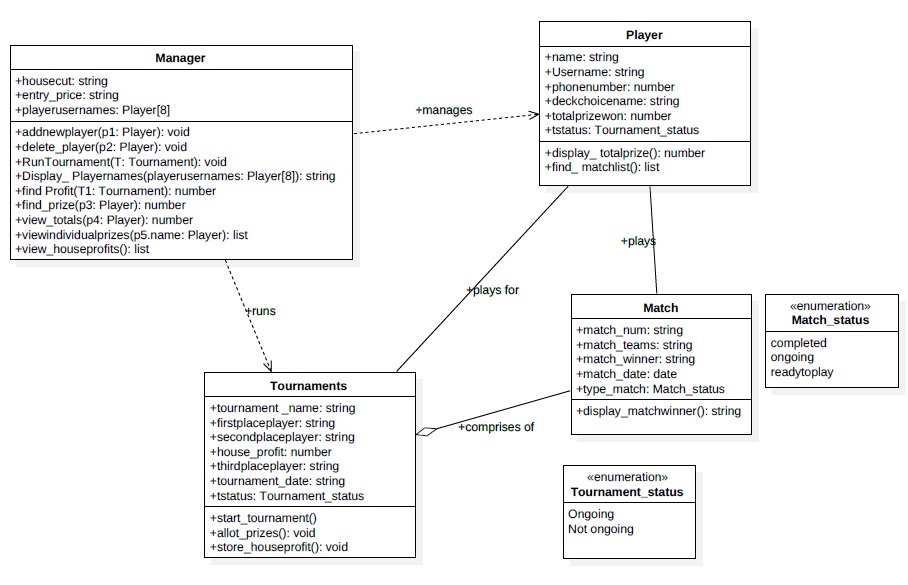 Manager
+housecut: string
+entry_price: string
+playerusernames: Player[8]
+addnewplayer(p1: Player): void
+delete_player(p2: Player): void
+RunTournament(T: Tournament): void
+Display_ Playernames(playerusernames: Player[8]): string
+find Profit(T1: Tournament): number
+find_prize(p3: Player): number
+view_totals(p4: Player): number
+viewindividualprizes(p5.name: Player): list
+view_houseprofits(): list
+manages
Player
+name: string
+Username: string
+phonenumber: number
+deckchoicename: string
+totalprizewon: number
+tstatus: Tournament_status
+display_ totalprize(): number
+find_ matchlist(): list
+plays
+plays for
+runs
Match
+match_num: string
+match_teams: string
+match_winner: string
+match_date: date
+type_match: Match_status
+display_matchwinner(): string
«enumeration»
Match_status
completed
ongoing
readytoplay
Tournaments
+tournament _name: string
+firstplaceplayer: string
+secondplaceplayer: string
+house_profit: number
+thirdplaceplayer: string
+tournament_date: string
+tstatus: Tournament_status
+start_tournament()
+allot_prizes(): void
+store_houseprofit(): void
+comprises of
«enumeration»
Tournament_status
Ongoing
Not ongoing